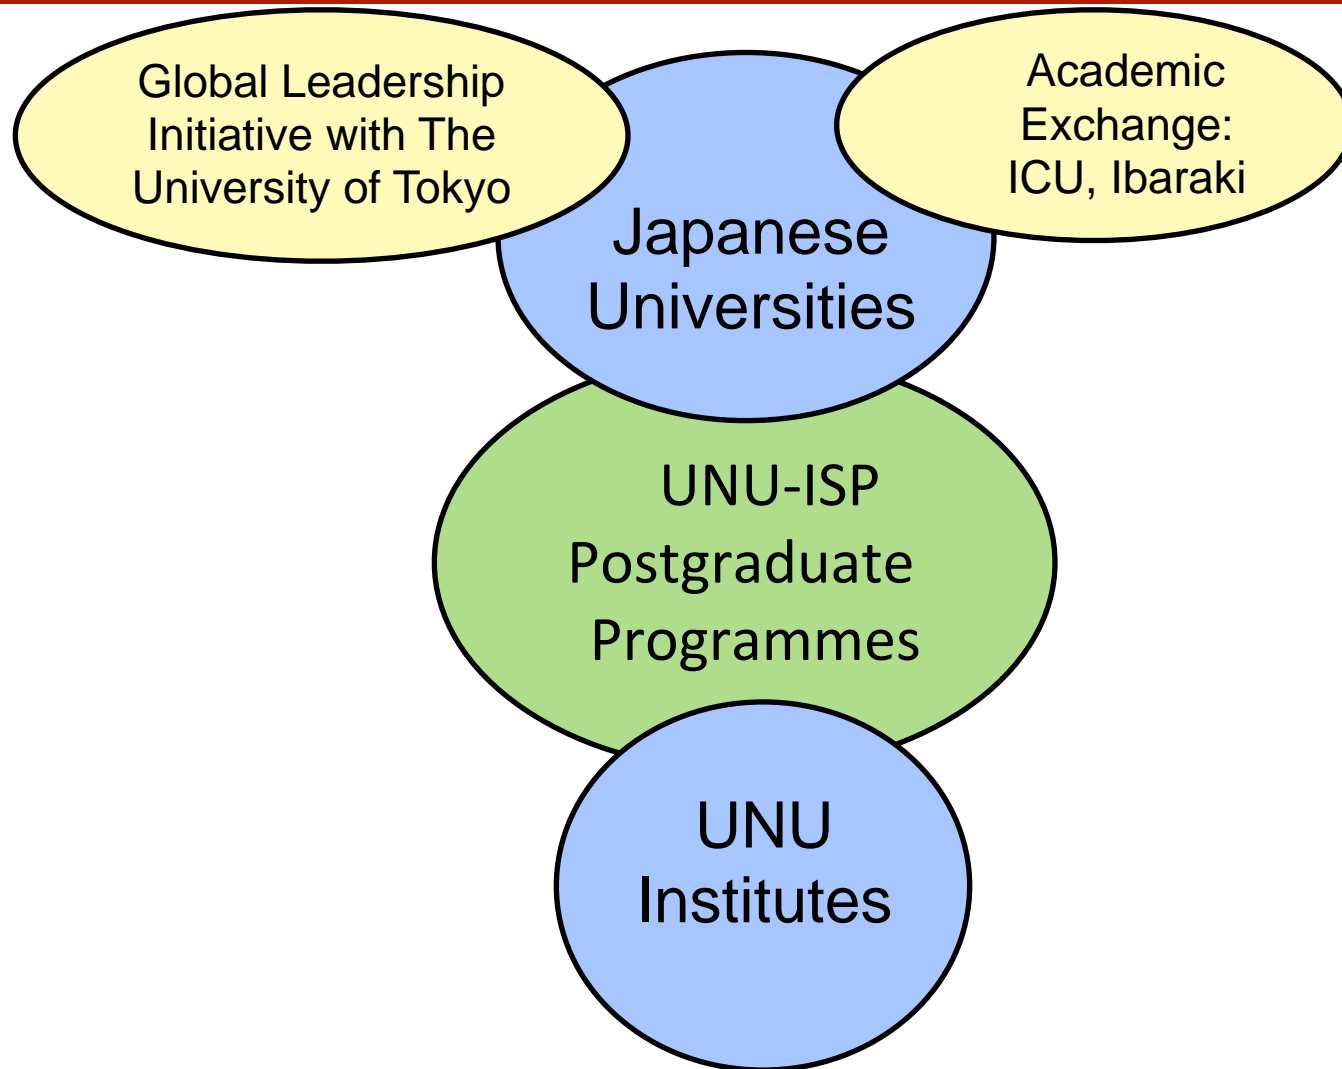 Global Leadership
Initiative with The
University of Tokyo
Academic
Exchange:
ICU, Ibaraki
Japanese
Universities
UNU-ISP
Postgraduate
Programmes
UNU
Institutes